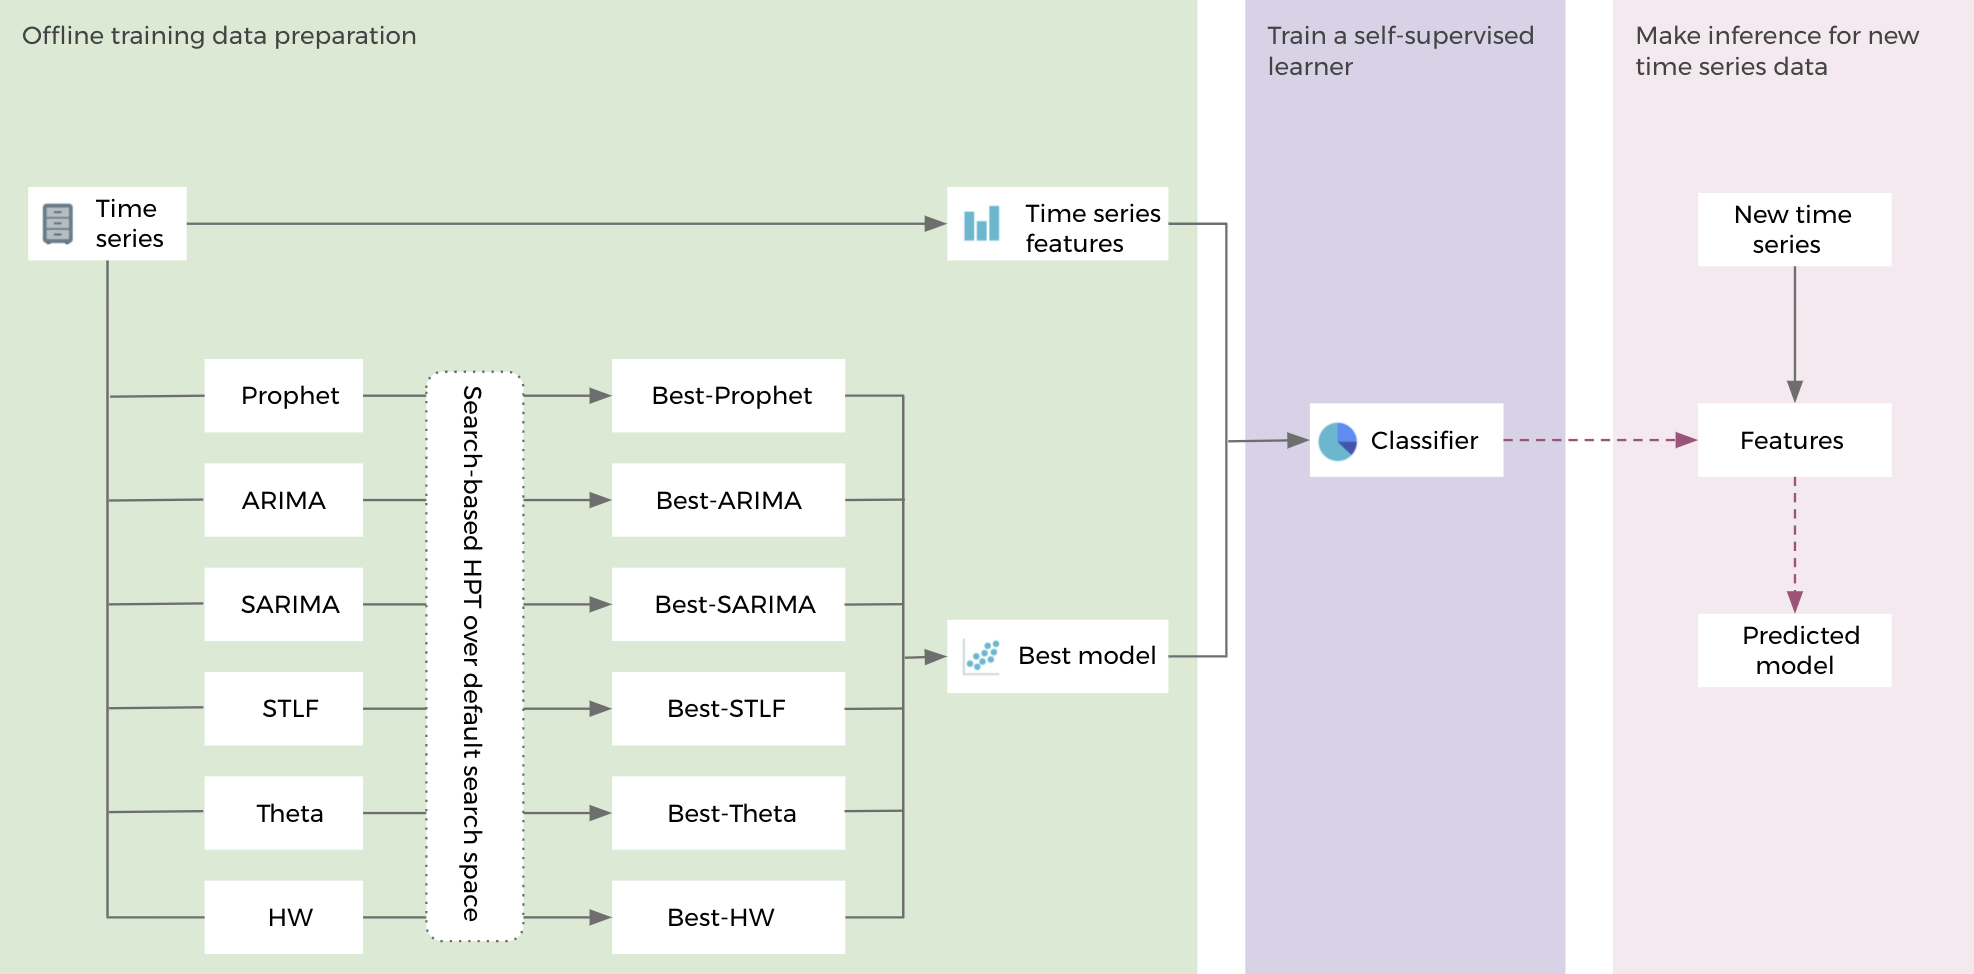 Offline training data preparation
Train a self-supervised
learner
Make inference for new
time series data
Time
series
Time series
features
New time
series
Prophet
Best-Prophet
Search-based HPT over default search space
Classifier
Features
ARIMA
Best-ARIMA
SARIMA
Best-SARIMA
Best model
Predicted
model
STLF
Best-STLF
Theta
Best-Theta
HW
Best-HW